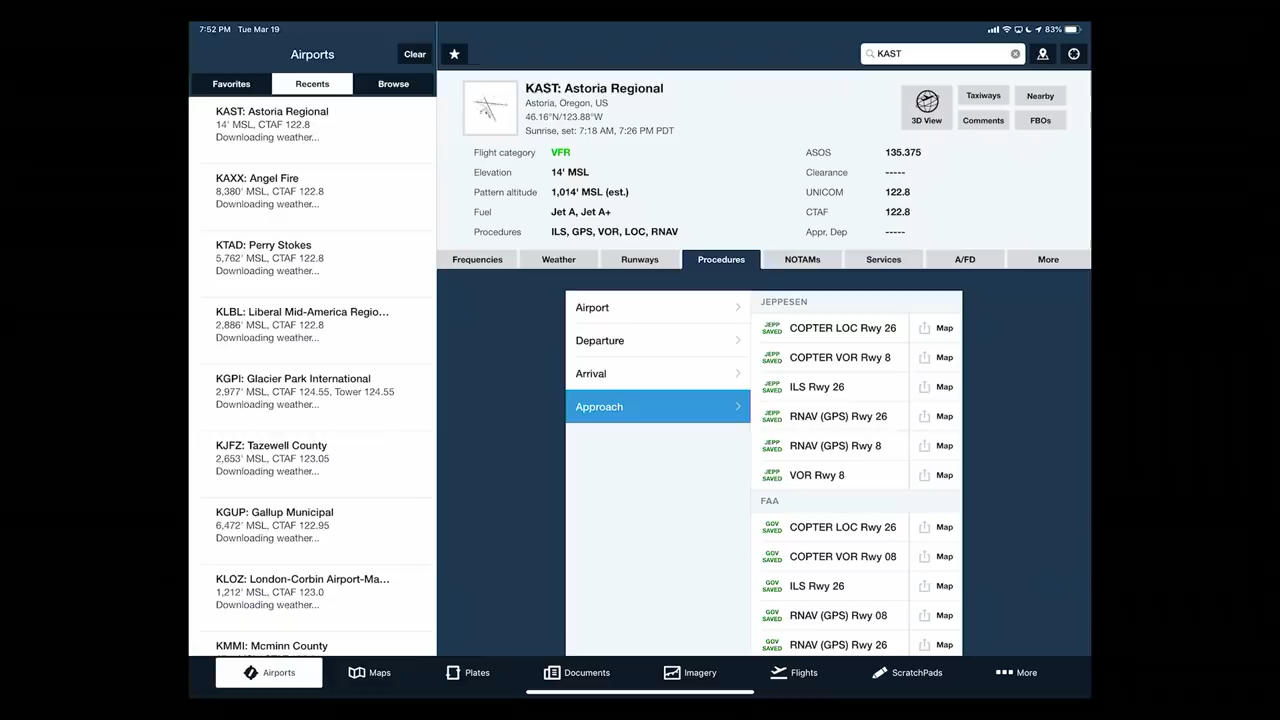 7:52 PM Tue Mar 19
83%
Airports
Clear
Favorites
Recents
Browse
KAST: Astoria Regional
14' MSL, CTAF 122.8
Downloading weather...
KAXX: Angel Fire
8,380' MSL, CTAF 122.8
Downloading weather...
KTAD: Perry Stokes
5,762' MSL, CTAF 122.8
Downloading weather...
KLBL: Liberal Mid-America Regio...
2,886' MSL, CTAF 122.8
Downloading weather...
KGPI: Glacier Park International
2,977' MSL, CTAF 124.55, Tower 124.55
Downloading weather...
KJFZ: Tazewell County
2,653' MSL, CTAF 123.05
Downloading weather...
KGUP: Gallup Municipal
6,472' MSL, CTAF 122.95
Downloading weather...
KLOZ: London-Corbin Airport-Ma...
1,212' MSL, CTAF 123.0
Downloading weather...
KMMI: Mcminn County
KAST
KAST: Astoria Regional
Astoria, Oregon, US
46.16°N/123.88°W
Sunrise, set: 7:18 AM, 7:26 PM PDT
3D View
Taxiways
Nearby
Comments
FBOs
Flight category VFR
Elevation 14' MSL
Pattern altitude 1,014' MSL (est.)
Fuel Jet A, Jet A+
Procedures ILS, GPS, VOR, LOC, RNAV
ASOS 135.375
Clearance -----
UNICOM 122.8
CTAF 122.8
Appr, Dep -----
Frequencies
Weather
Runways
Procedures
NOTAMs
Services
A/FD
More
Airport
Departure
Arrival
Approach
JEPPESEN
JEPP SAVED COPTER LOC Rwy 26 Map
JEPP SAVED COPTER VOR Rwy 8 Map
JEPP SAVED ILS Rwy 26 Map
JEPP SAVED RNAV (GPS) Rwy 26 Map
JEPP SAVED RNAV (GPS) Rwy 8 Map
JEPP SAVED VOR Rwy 8 Map
FAA
GOV SAVED COPTER LOC Rwy 26 Map
GOV SAVED COPTER VOR Rwy 08 Map
GOV SAVED ILS Rwy 26 Map
GOV SAVED RNAV (GPS) Rwy 08 Map
GOV SAVED RNAV (GPS) Rwy 26 Map
Airports
Maps
Plates
Documents
Imagery
Flights
ScratchPads
More